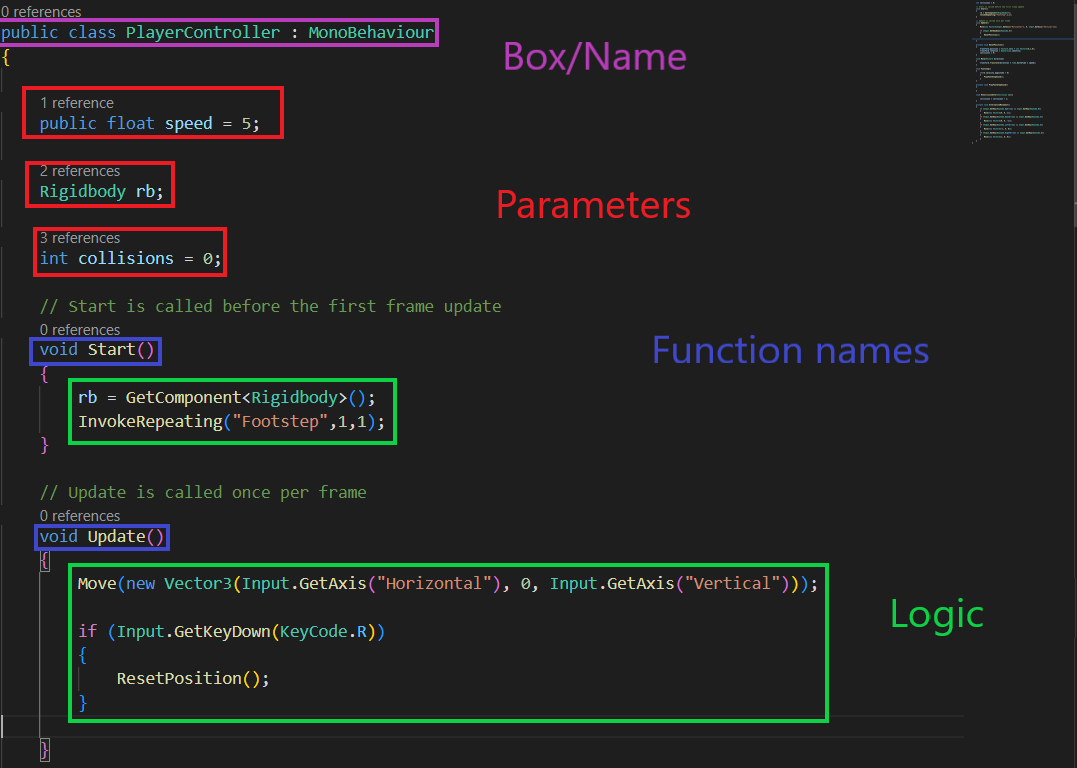 0 references
public class PlayerController : MonoBehaviour
{
Box/Name
1 reference
public float speed = 5;
2 references
Rigidbody rb;
Parameters
3 references
int collisions = 0;
// Start is called before the first frame update
0 references
void Start()
Function names
{
rb = GetComponent<Rigidbody>();
InvokeRepeating("Footstep",1,1);
}
// Update is called once per frame
0 references
void Update()
{
Move(new Vector3(Input.GetAxis("Horizontal"), 0, Input.GetAxis("Vertical")));
Logic
if (Input.GetKeyDown(KeyCode.R))
{
ResetPosition();
}
}